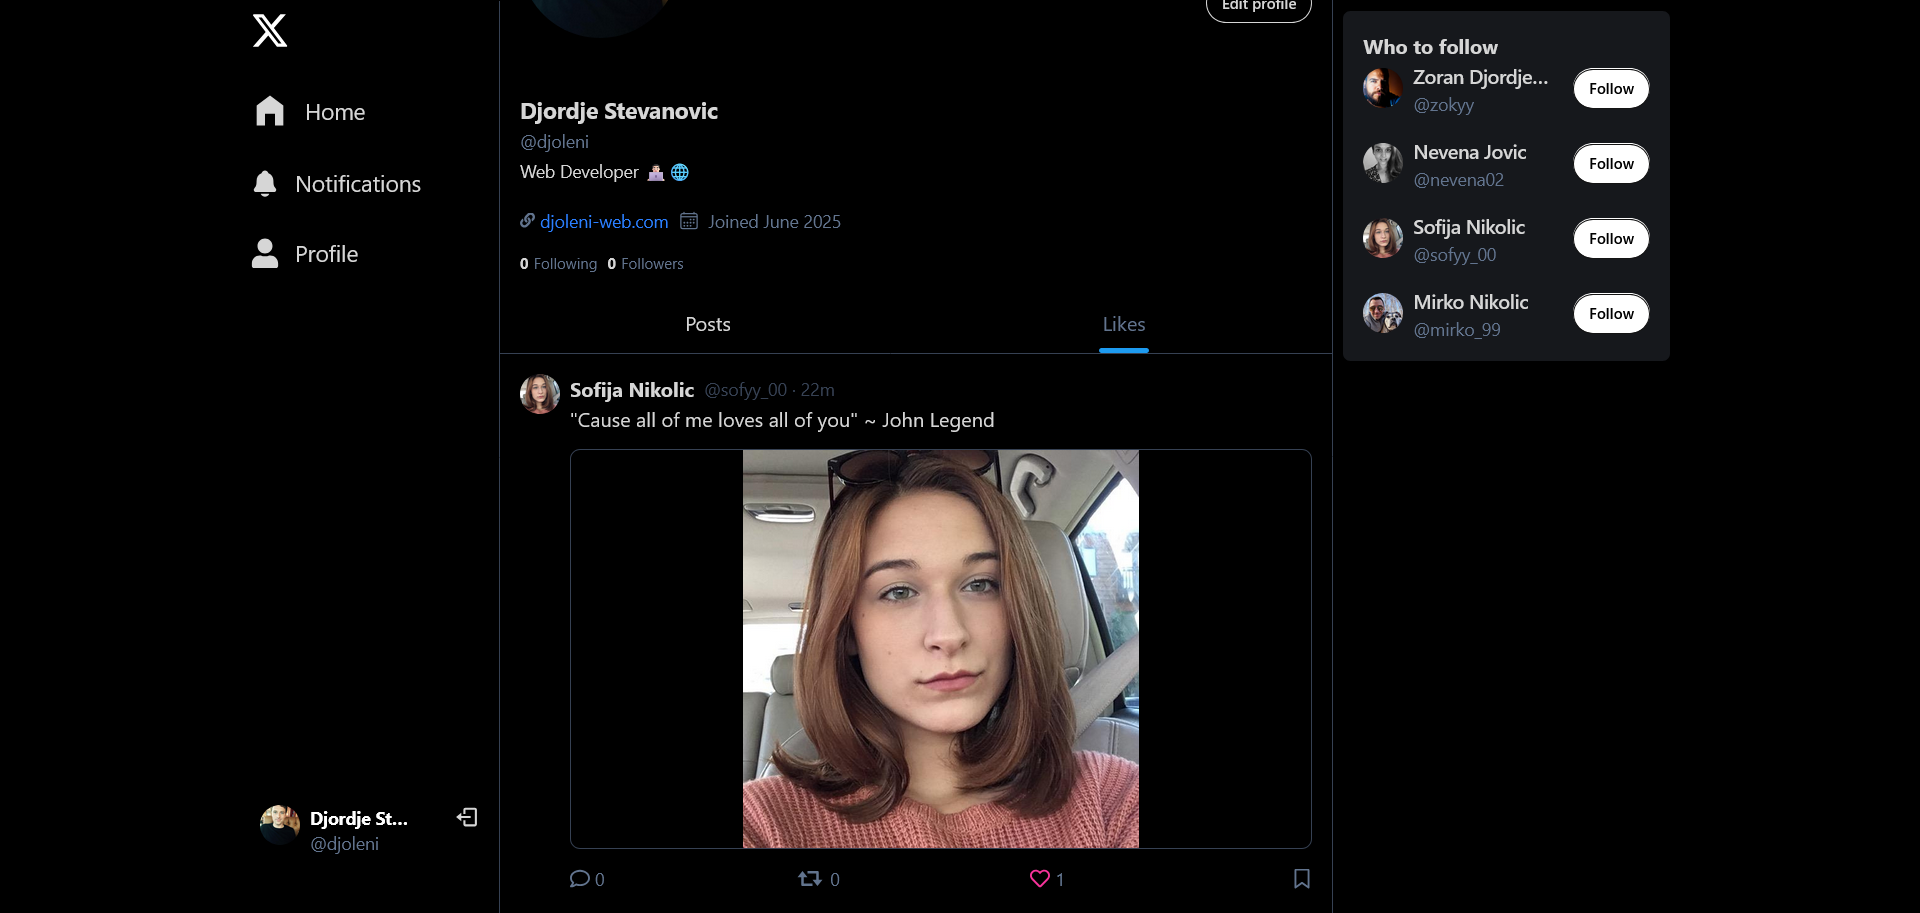 Home
Notifications
Profile
Djordje St...
@djoleni
Edit profile
Djordje Stevanovic
@djoleni
Web Developer
djoleni-web.com Joined June 2025
0 Following 0 Followers
Posts Likes
Sofija Nikolic @sofyy_00 · 22m
"Cause all of me loves all of you" ~ John Legend
0 0 1
Who to follow
Zoran Djordje... Follow
@zokyy
Nevena Jovic Follow
@nevena02
Sofija Nikolic Follow
@sofyy_00
Mirko Nikolic Follow
@mirko_99